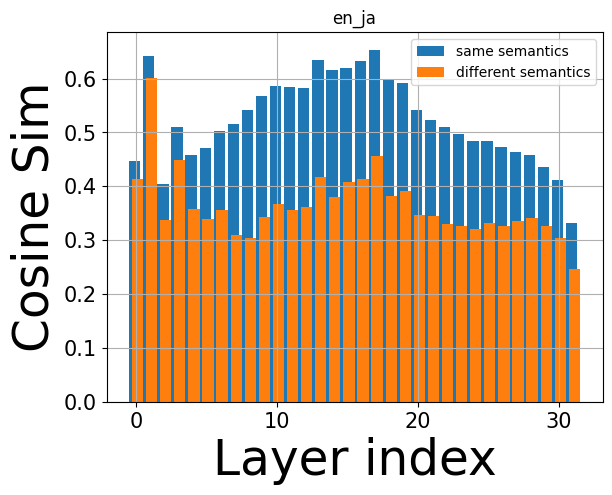 en_ja
same semantics
different semantics
Cosine Sim
0.6
0.5
0.4
0.3
0.2
0.1
0.0
0
10
20
30
Layer index